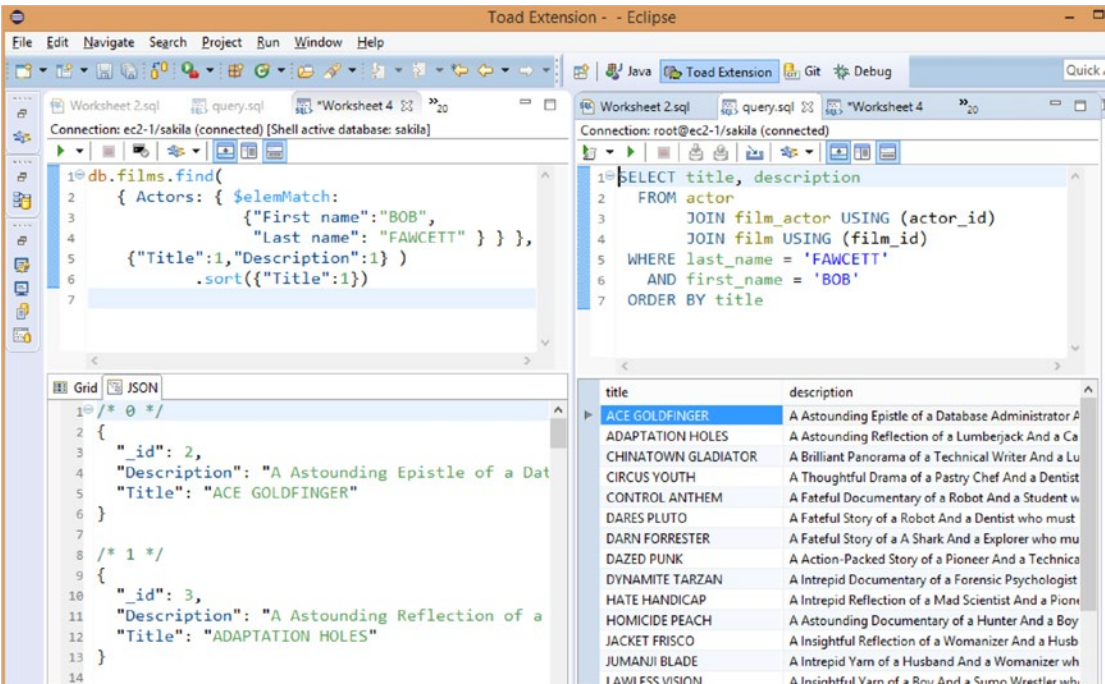 Toad Extension - - Eclipse
File Edit Navigate Search Project Run Window Help
Java Toad Extension Git Debug Quick
Worksheet 2.sql query.sql *Worksheet 4 »20
Connection: ec2-1/sakila (connected) [Shell active database: sakila]
1 db.films.find(
2 { Actors: { $elemMatch:
3 {"First name":"BOB",
4 "Last name": "FAWCETT" } } },
5 {"Title":1,"Description":1} )
6 .sort({"Title":1})
7
Grid JSON
1 /* 0 */
2 {
3 "_id": 2,
4 "Description": "A Astounding Epistle of a Dat
5 "Title": "ACE GOLDFINGER"
6 }
7
8 /* 1 */
9 {
10 "_id": 3,
11 "Description": "A Astounding Reflection of a
12 "Title": "ADAPTATION HOLES"
13 }
14
Worksheet 2.sql query.sql *Worksheet 4 »20
Connection: root@ec2-1/sakila (connected)
1 SELECT title, description
2 FROM actor
3 JOIN film_actor USING (actor_id)
4 JOIN film USING (film_id)
5 WHERE last_name = 'FAWCETT'
6 AND first_name = 'BOB'
7 ORDER BY title
title description
ACE GOLDFINGER A Astounding Epistle of a Database Administrator A
ADAPTATION HOLES A Astounding Reflection of a Lumberjack And a Ca
CHINATOWN GLADIATOR A Brilliant Panorama of a Technical Writer And a Lu
CIRCUS YOUTH A Thoughtful Drama of a Pastry Chef And a Dentist
CONTROL ANTHEM A Fateful Documentary of a Robot And a Student w
DARES PLUTO A Fateful Story of a Robot And a Dentist who must
DARN FORRESTER A Fateful Story of a A Shark And a Explorer who mu
DAZED PUNK A Action-Packed Story of a Pioneer And a Technica
DYNAMITE TARZAN A Intrepid Documentary of a Forensic Psychologist
HATE HANDICAP A Intrepid Reflection of a Mad Scientist And a Pione
HOMICIDE PEACH A Astounding Documentary of a Hunter And a Boy
JACKET FRISCO A Insightful Reflection of a Womanizer And a Husb
JUMANJI BLADE A Intrepid Yarn of a Husband And a Womanizer wh
LAWLESS VISION A Insightful Yarn of a Boy And a Sumo Wrestler wh